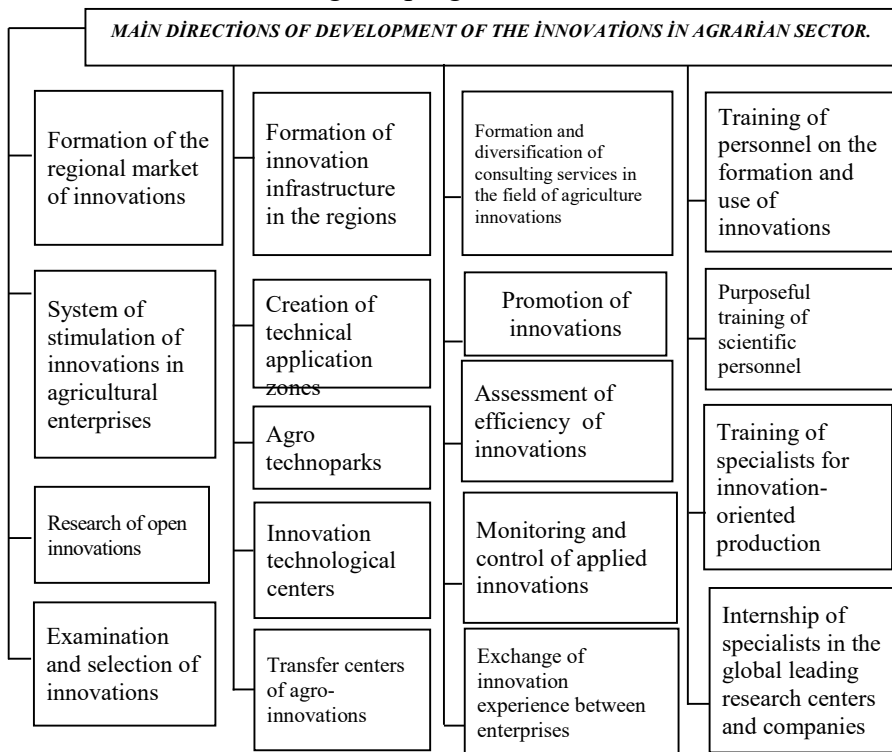 MAİN DİRECTİONS OF DEVELOPMENT OF THE İNNOVATİONS İN AGRARİAN SECTOR.
Formation of the
regional market
of innovations
System of
stimulation of
innovations in
agricultural
enterprises
Research of open
innovations
Examination
and selection of
innovations
Formation of
innovation
infrastructure
in the regions
Creation of
technical
application
zones
Agro
technoparks
Innovation
technological
centers
Transfer centers
of agro-
innovations
Formation and
diversification of
consulting services in
the field of agriculture
innovations
Promotion of
innovations
Assessment of
efficiency of
innovations
Monitoring and
control of applied
innovations
Exchange of
innovation
experience between
enterprises
Training of
personnel on the
formation and
use of
innovations
Purposeful
training of
scientific
personnel
Training of
specialists for
innovation-
oriented
production
Internship of
specialists in the
global leading
research centers
and companies